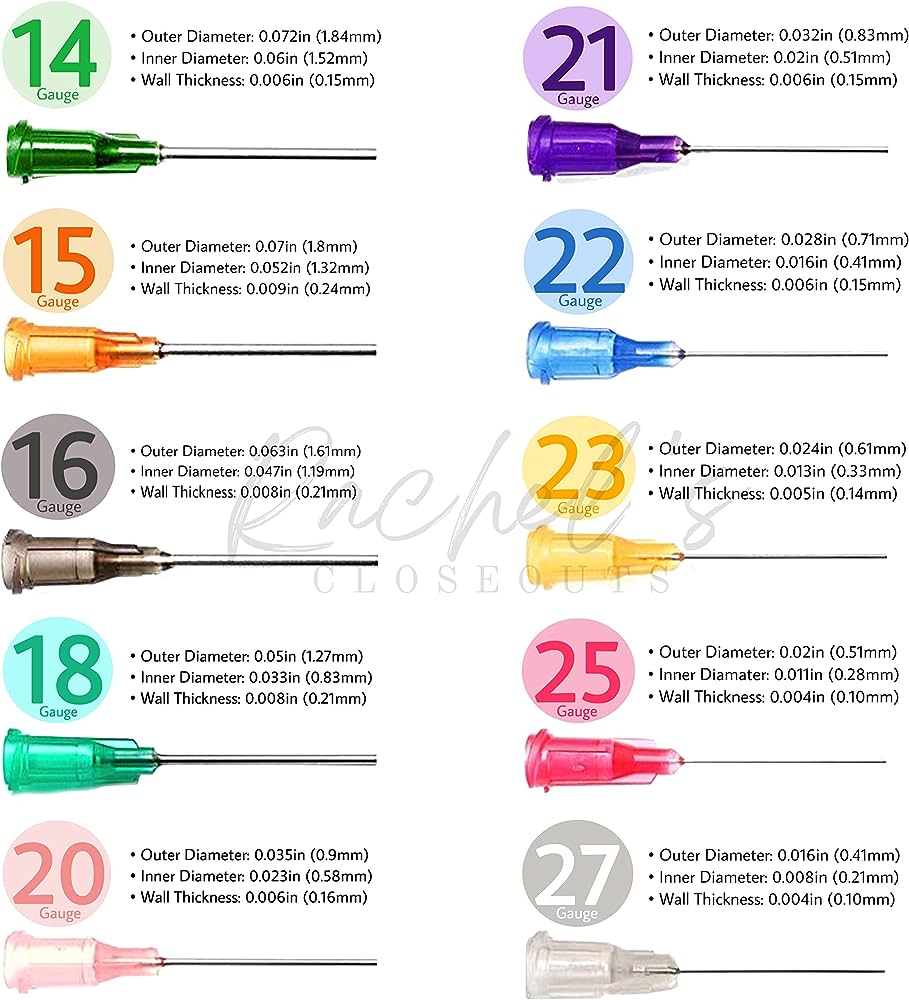 14
Gauge
• Outer Diameter: 0.072in (1.84mm)
• Inner Diameter: 0.06in (1.52mm)
• Wall Thickness: 0.006in (0.15mm)
15
Gauge
• Outer Diameter: 0.07in (1.8mm)
• Inner Diameter: 0.052in (1.32mm)
• Wall Thickness: 0.009in (0.24mm)
16
Gauge
• Outer Diameter: 0.063in (1.61mm)
• Inner Diameter: 0.047in (1.19mm)
• Wall Thickness: 0.008in (0.21mm)
18
Gauge
• Outer Diameter: 0.05in (1.27mm)
• Inner Diameter: 0.033in (0.83mm)
• Wall Thickness: 0.008in (0.21mm)
20
Gauge
• Outer Diameter: 0.035in (0.9mm)
• Inner Diameter: 0.023in (0.58mm)
• Wall Thickness: 0.006in (0.16mm)
21
Gauge
• Outer Diameter: 0.032in (0.83mm)
• Inner Diameter: 0.02in (0.51mm)
• Wall Thickness: 0.006in (0.15mm)
22
Gauge
• Outer Diameter: 0.028in (0.71mm)
• Inner Diameter: 0.016in (0.41mm)
• Wall Thickness: 0.006in (0.15mm)
23
Gauge
• Outer Diameter: 0.024in (0.61mm)
• Inner Diameter: 0.013in (0.33mm)
• Wall Thickness: 0.005in (0.14mm)
25
Gauge
• Outer Diameter: 0.02in (0.51mm)
• Inner Diamater: 0.011in (0.28mm)
• Wall Thickness: 0.004in (0.10mm)
27
Gauge
• Outer Diameter: 0.016in (0.41mm)
• Inner Diameter: 0.008in (0.21mm)
• Wall Thickness: 0.004in (0.10mm)
Rachel's
CLOSEOUTS